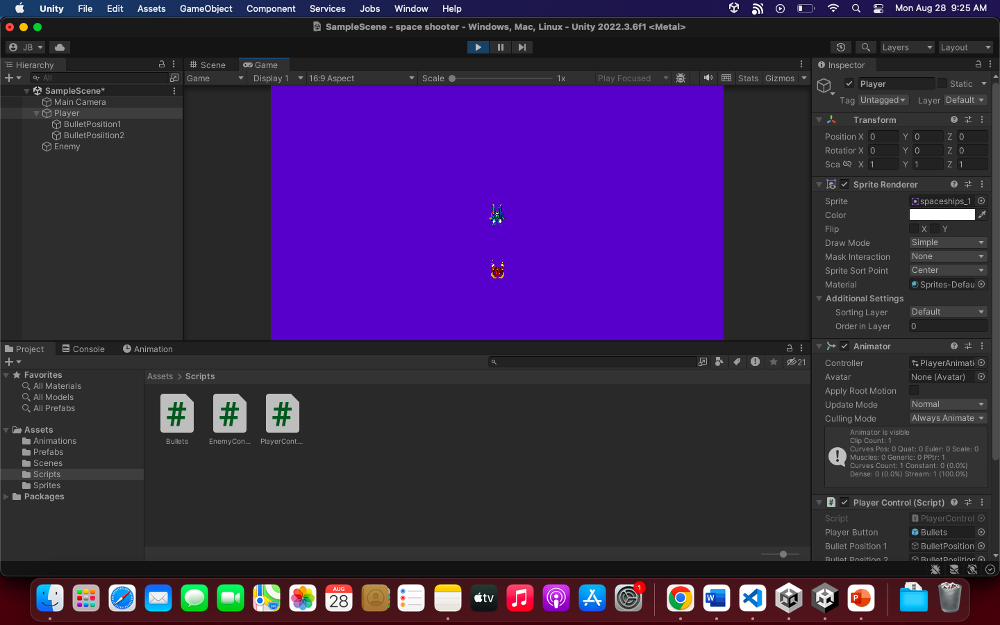 Unity File Edit Assets GameObject Component Services Jobs Window Help Mon Aug 28 9:25 AM
SampleScene - space shooter - Windows, Mac, Linux - Unity 2022.3.6f1 <Metal>
JB Layers Layout
Hierarchy Scene Game Inspector
All Game Display 1 16:9 Aspect Scale 1x Play Focused Stats Gizmos
SampleScene*
Main Camera
Player
BulletPosition1
BulletPosiition2
Enemy
Player Static
Tag Untagged Layer Default
Transform
Position X 0 Y 0 Z 0
Rotatior X 0 Y 0 Z 0
Sca X 1 Y 1 Z 1
Sprite Renderer
Sprite spaceships_1
Color
Flip X Y
Draw Mode Simple
Mask Interaction None
Sprite Sort Point Center
Material Sprites-Defau
Additional Settings
Sorting Layer Default
Order in Layer 0
Animator
Controller PlayerAnimati
Avatar None (Avatar)
Apply Root Motion
Update Mode Normal
Culling Mode Always Animate
Animator is visible
Clip Count: 1
Curves Pos: 0 Quat: 0 Euler: 0 Scale: 0
Muscles: 0 Generic: 0 PPtr: 1
Curves Count: 1 Constant: 0 (0.0%)
Dense: 0 (0.0%) Stream: 1 (100.0%)
Player Control (Script)
Script PlayerControl
Player Button Bullets
Bullet Position 1 BulletPosition
Bullet Position 2 BulletPosiition
Project Console Animation
21
Favorites
All Materials
All Models
All Prefabs
Assets
Animations
Prefabs
Scenes
Scripts
Sprites
Packages
Assets > Scripts
Bullets EnemyCon... PlayerCont...
AUG
28
tv
1
W
P